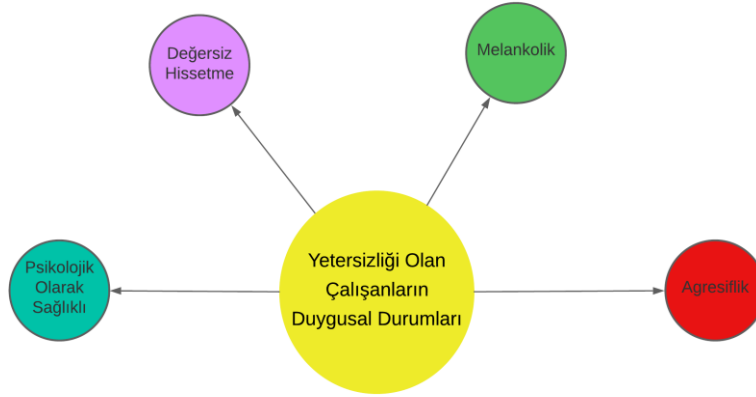 Değersiz
Hissetme
Melankolik
Psikolojik
Olarak
Sağlıklı
Yetersizliği Olan
Çalışanların
Duygusal Durumları
Agresiflik